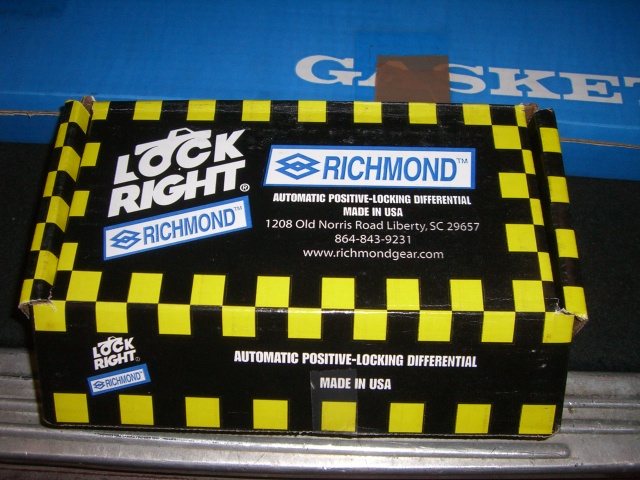 GASKET
LOCK
RIGHT®
RICHMOND™
RICHMOND™
AUTOMATIC POSITIVE-LOCKING DIFFERENTIAL
MADE IN USA
1208 Old Norris Road Liberty, SC 29657
864-843-9231
www.richmondgear.com
LOCK
RIGHT®
RICHMOND™
AUTOMATIC POSITIVE-LOCKING DIFFERENTIAL
MADE IN USA